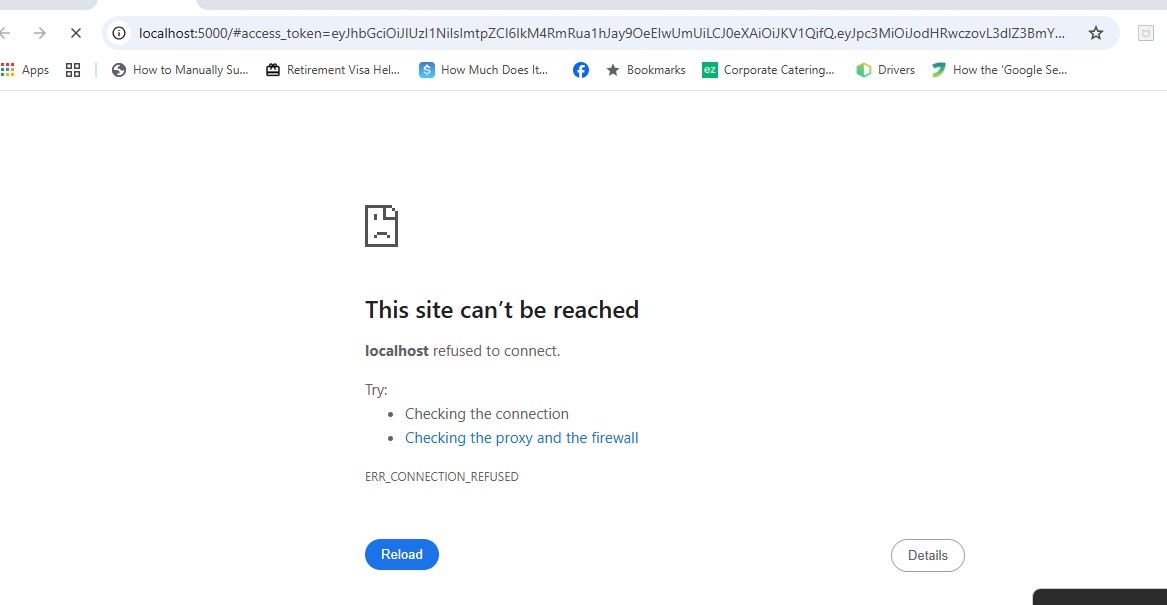 localhost:5000/#access_token=eyJhbGciOiJIUzI1NiIsImtpZCI6IkM4RmRua1hJay9OeEIwUmUiLCJ0eXAiOiJKV1QifQ.eyJpc3MiOiJodHRwczovL3dlZ3BmY...
Apps How to Manually Su... Retirement Visa Hel... $ How Much Does It... Bookmarks ez Corporate Catering... Drivers How the 'Google Se...
This site can’t be reached
localhost refused to connect.
Try:
• Checking the connection
• Checking the proxy and the firewall
ERR_CONNECTION_REFUSED
Reload Details